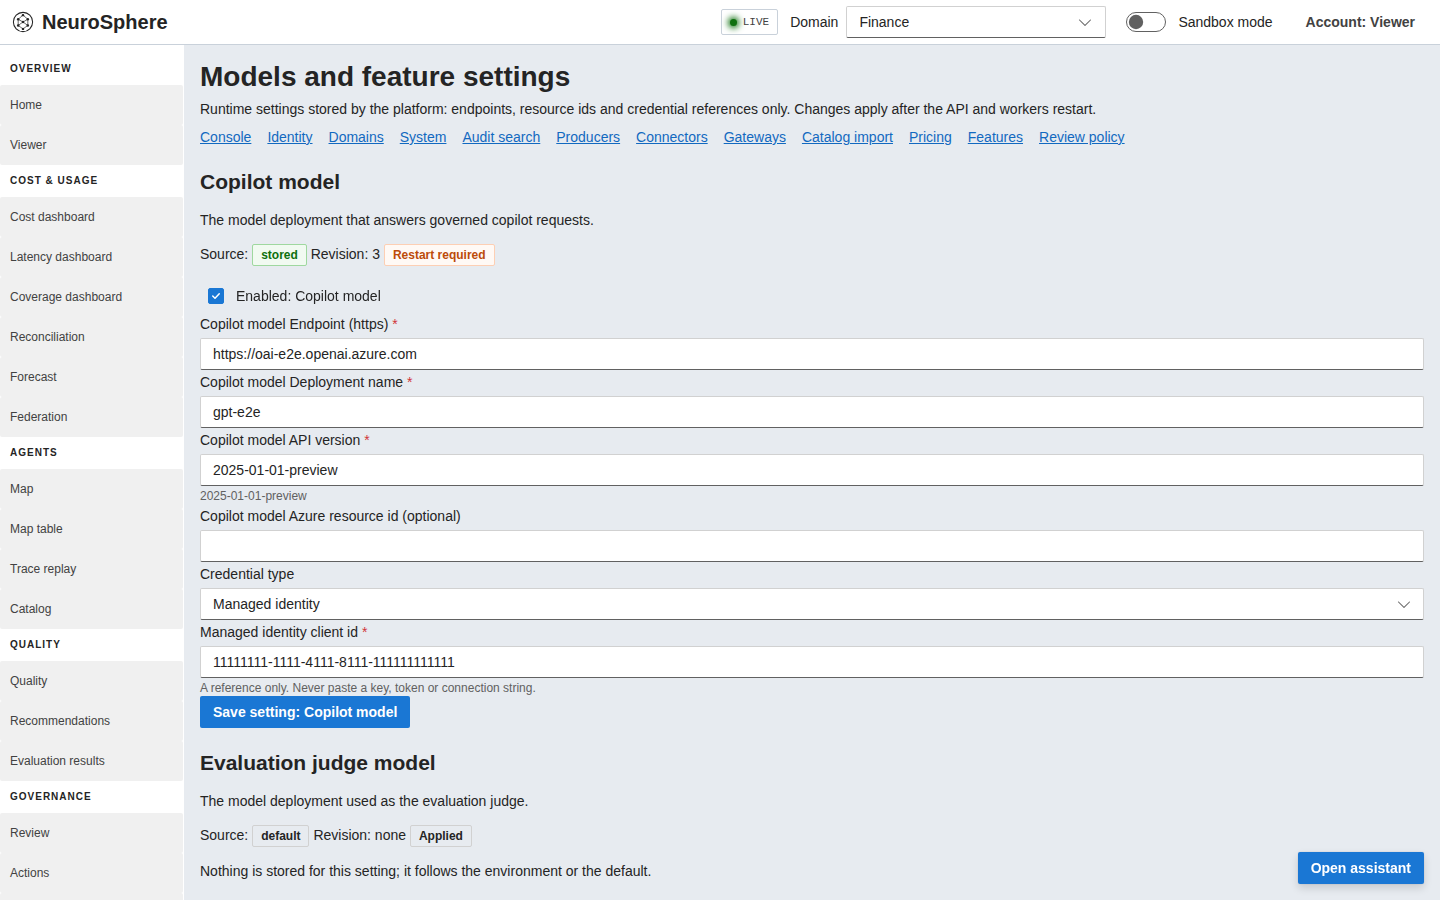 NeuroSphere
LIVE
Domain
Finance
Sandbox mode
Account: Viewer
OVERVIEW
Home
Viewer
COST & USAGE
Cost dashboard
Latency dashboard
Coverage dashboard
Reconciliation
Forecast
Federation
AGENTS
Map
Map table
Trace replay
Catalog
QUALITY
Quality
Recommendations
Evaluation results
GOVERNANCE
Review
Actions
Models and feature settings
Runtime settings stored by the platform: endpoints, resource ids and credential references only. Changes apply after the API and workers restart.
Console Identity Domains System Audit search Producers Connectors Gateways Catalog import Pricing Features Review policy
Copilot model
The model deployment that answers governed copilot requests.
Source: stored Revision: 3 Restart required
Enabled: Copilot model
Copilot model Endpoint (https) *
https://oai-e2e.openai.azure.com
Copilot model Deployment name *
gpt-e2e
Copilot model API version *
2025-01-01-preview
2025-01-01-preview
Copilot model Azure resource id (optional)
Credential type
Managed identity
Managed identity client id *
11111111-1111-4111-8111-111111111111
A reference only. Never paste a key, token or connection string.
Save setting: Copilot model
Evaluation judge model
The model deployment used as the evaluation judge.
Source: default Revision: none Applied
Nothing is stored for this setting; it follows the environment or the default.
Open assistant